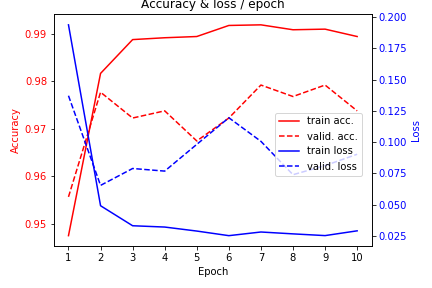 Accuracy & loss / epoch
0.99
0.98
0.97
0.96
0.95
Accuracy
0.200
0.175
0.150
0.125
0.100
0.075
0.050
0.025
Loss
train acc.
valid. acc.
train loss
valid. loss
1 2 3 4 5 6 7 8 9 10
Epoch